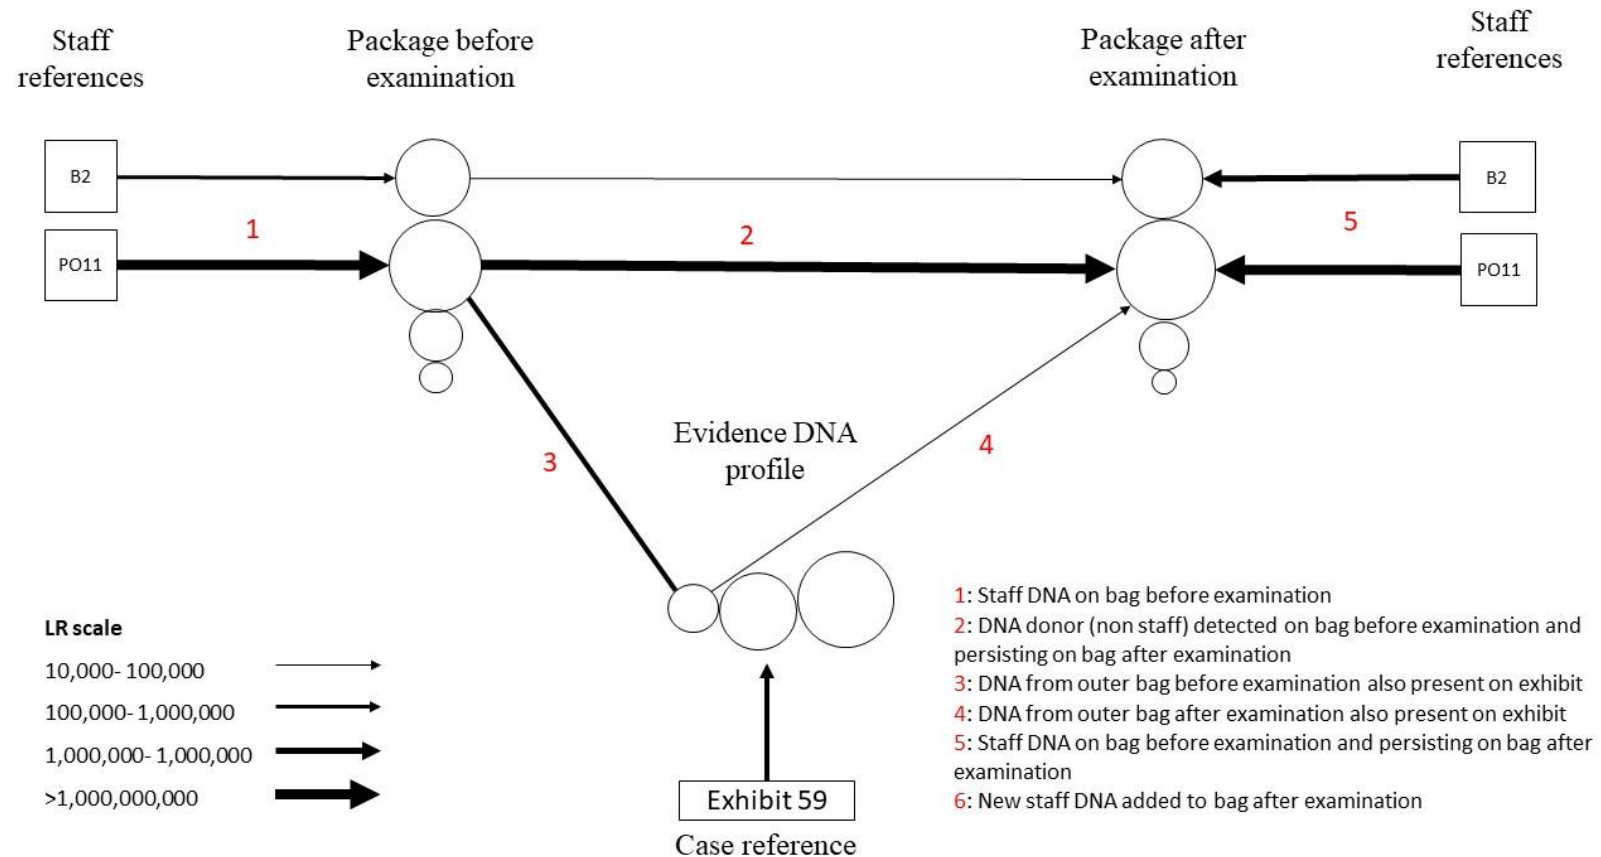 Staff
references
Package before
examination
Package after
examination
Staff
references
B2
B2
1
2
5
PO11
PO11
3
Evidence DNA
profile
4
LR scale
10,000- 100,000
100,000- 1,000,000
1,000,000- 1,000,000
>1,000,000,000
Exhibit 59
Case reference
1: Staff DNA on bag before examination
2: DNA donor (non staff) detected on bag before examination and
persisting on bag after examination
3: DNA from outer bag before examination also present on exhibit
4: DNA from outer bag after examination also present on exhibit
5: Staff DNA on bag before examination and persisting on bag after
examination
6: New staff DNA added to bag after examination